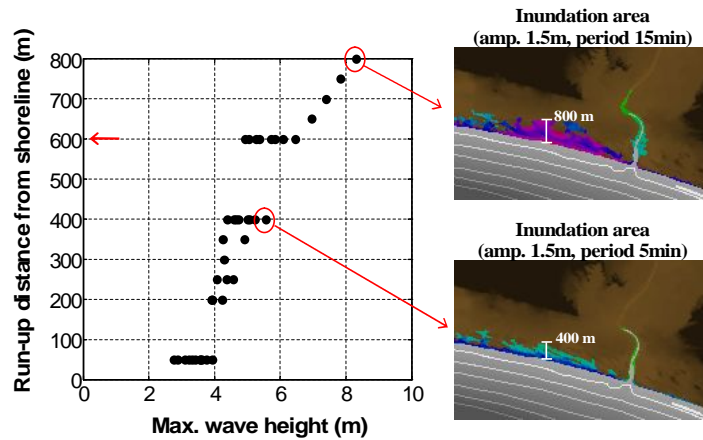 Run-up distance from shoreline (m)
800
700
600
500
400
300
200
100
0
0
2
4
6
8
10
Max. wave height (m)
Inundation area
(amp. 1.5m, period 15min)
800 m
Inundation area
(amp. 1.5m, period 5min)
400 m